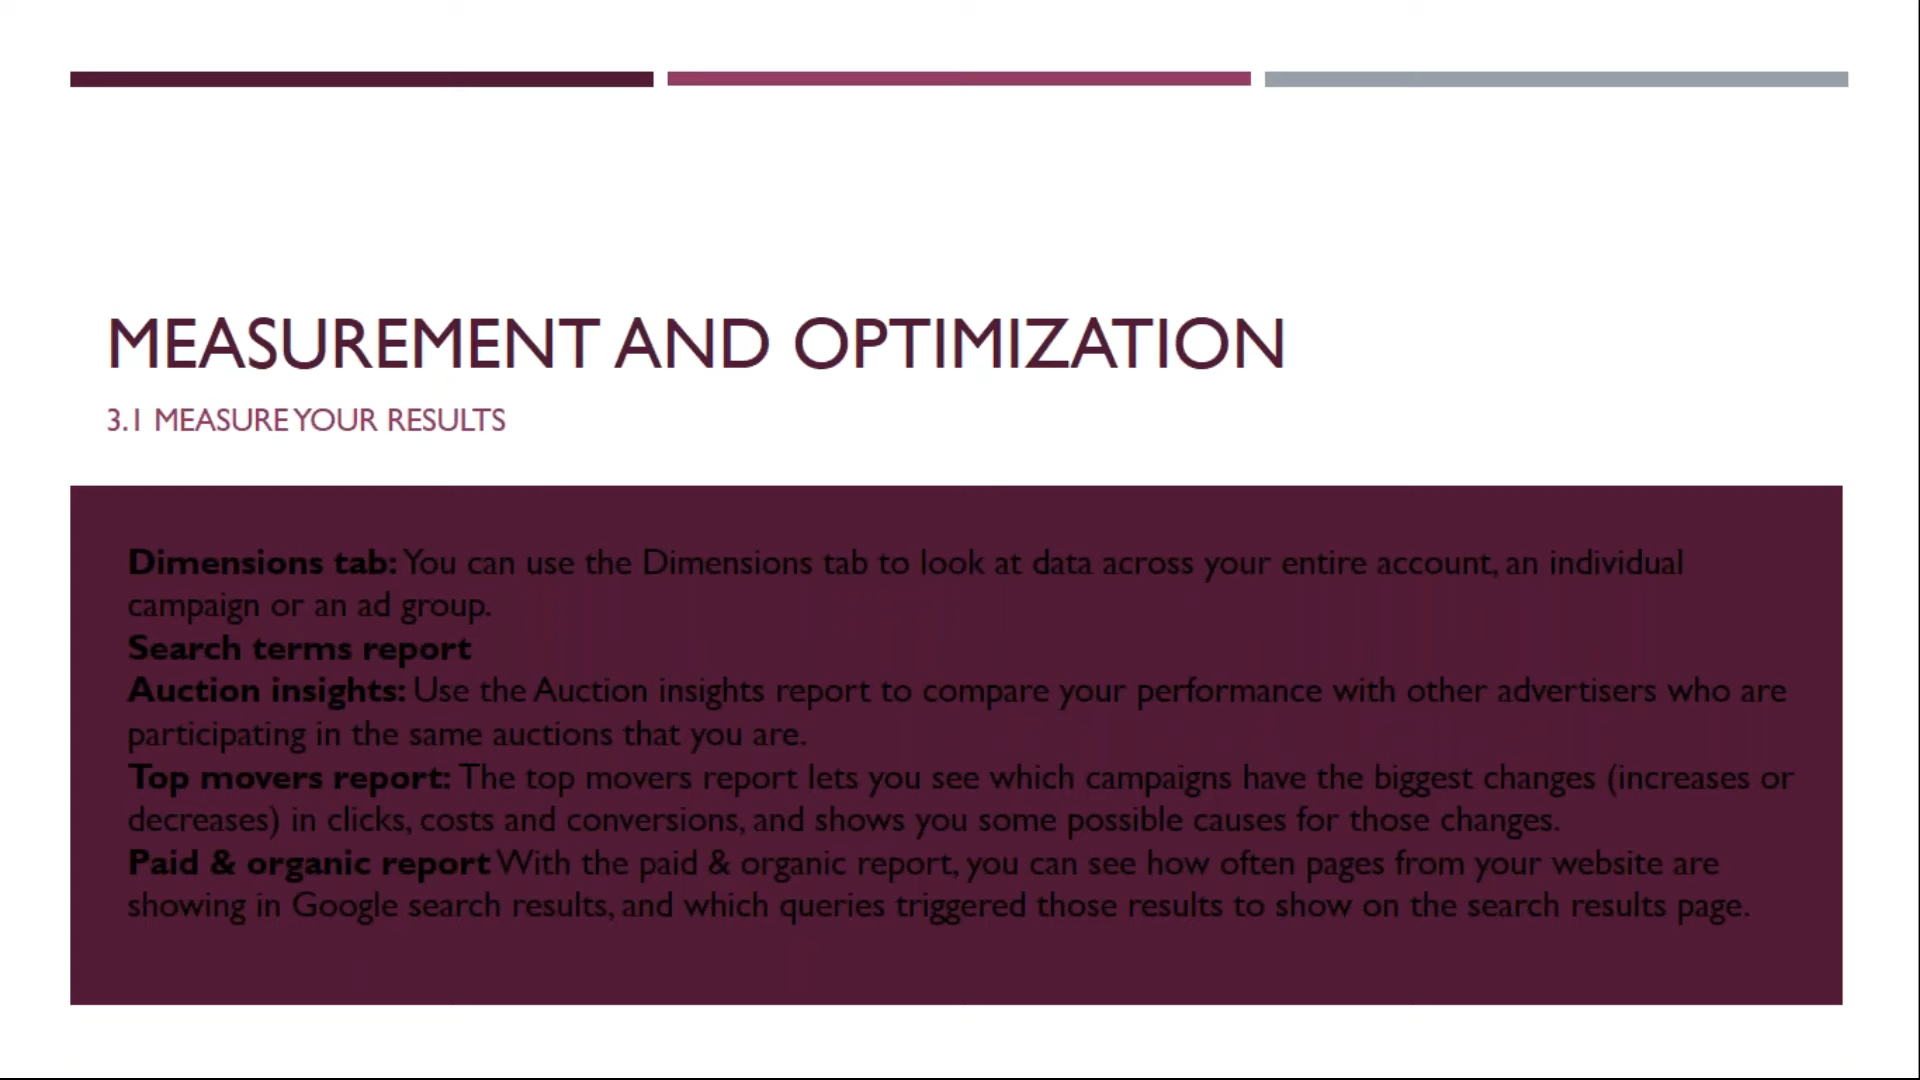 MEASUREMENT AND OPTIMIZATION
3.1 MEASURE YOUR RESULTS
Dimensions tab: You can use the Dimensions tab to look at data across your entire account, an individual
campaign or an ad group.
Search terms report
Auction insights: Use the Auction insights report to compare your performance with other advertisers who are
participating in the same auctions that you are.
Top movers report: The top movers report lets you see which campaigns have the biggest changes (increases or
decreases) in clicks, costs and conversions, and shows you some possible causes for those changes.
Paid & organic report With the paid & organic report, you can see how often pages from your website are
showing in Google search results, and which queries triggered those results to show on the search results page.